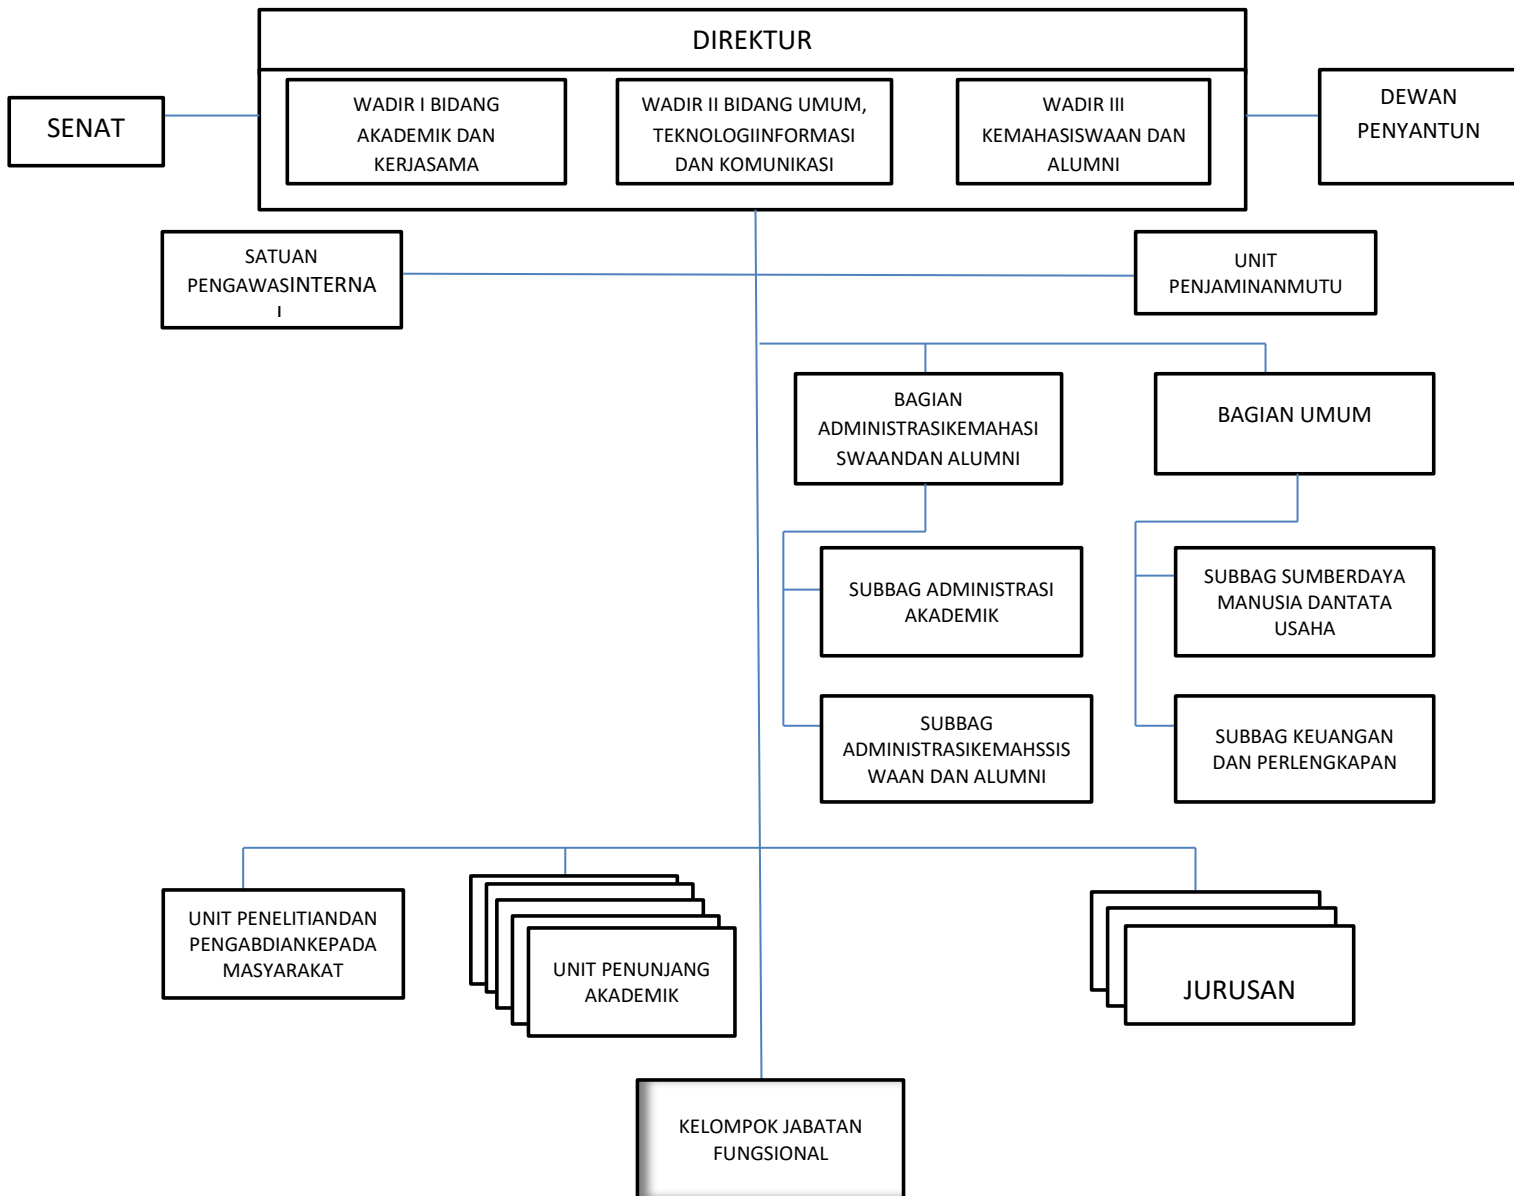 DIREKTUR
SENAT
WADIR I BIDANG
AKADEMIK DAN
KERJASAMA
WADIR II BIDANG UMUM,
TEKNOLOGIINFORMASI
DAN KOMUNIKASI
WADIR III
KEMAHASISWAAN DAN
ALUMNI
DEWAN
PENYANTUN
SATUAN
PENGAWASINTERNA
UNIT
PENJAMINANMUTU
BAGIAN
ADMINISTRASIKEMAHASI
SWAANDAN ALUMNI
BAGIAN UMUM
SUBBAG ADMINISTRASI
AKADEMIK
SUBBAG SUMBERDAYA
MANUSIA DANTATA
USAHA
SUBBAG
ADMINISTRASIKEMAHSSIS
WAAN DAN ALUMNI
SUBBAG KEUANGAN
DAN PERLENGKAPAN
UNIT PENELITIANDAN
PENGABDIANKEPADA
MASYARAKAT
UNIT PENUNJANG
AKADEMIK
JURUSAN
KELOMPOK JABATAN
FUNGSIONAL